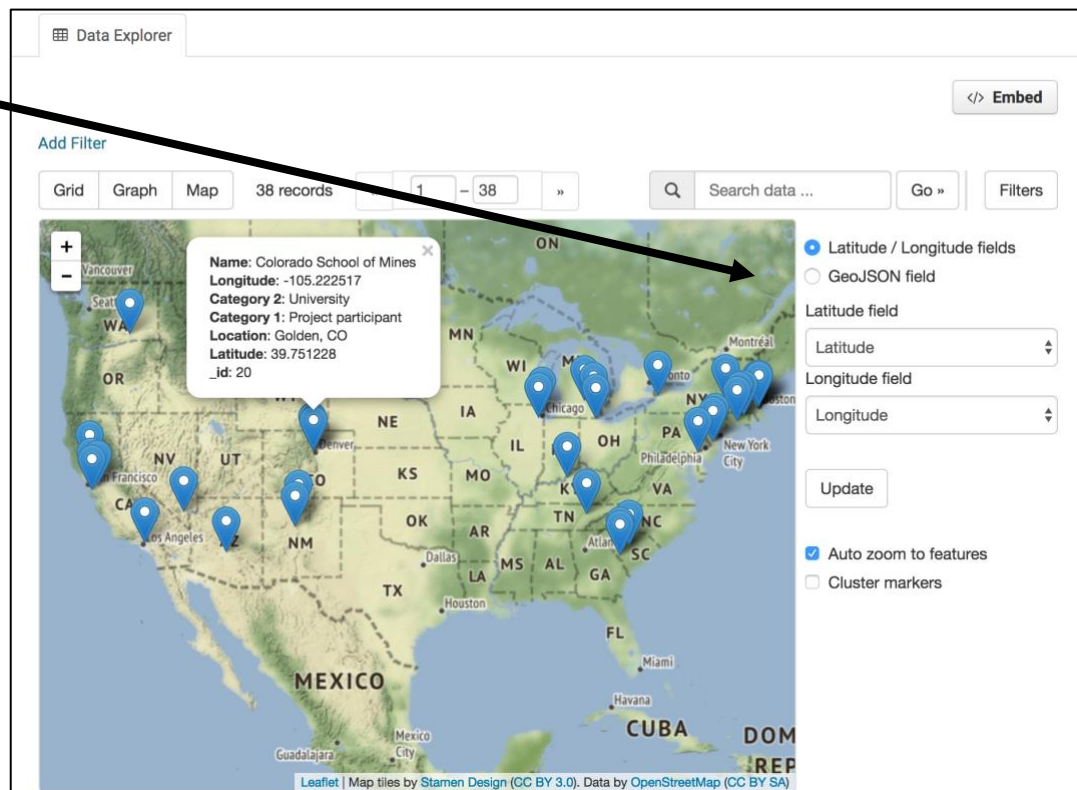 Data Explorer
</> Embed
Add Filter
Grid Graph Map 38 records 1 – 38 » Search data ... Go » Filters
+
−
Name: Colorado School of Mines ×
Longitude: -105.222517
Category 2: University
Category 1: Project participant
Location: Golden, CO
Latitude: 39.751228
_id: 20
Latitude / Longitude fields
GeoJSON field
Latitude field
Latitude
Longitude field
Longitude
Update
Auto zoom to features
Cluster markers
ON
Vancouver
WA
MN
Montréal
OR
WI
IA
Chicago
NE
NY
IL
OH
PA
New York
City
Philadelphia
Denver
NV
UT
KS
MO
VA
CA
OK
TN
NC
Los Angeles
NM
AR
SC
Dallas
MS
AL
GA
LA
TX
Houston
FL
Miami
MEXICO
Havana
CUBA
Mexico
City
Guadalajara
Leaflet | Map tiles by Stamen Design (CC BY 3.0). Data by OpenStreetMap (CC BY SA)